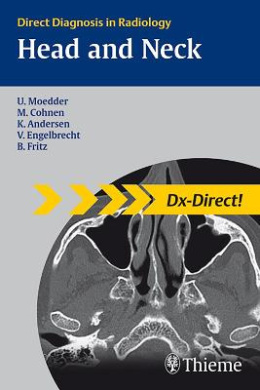 Direct Diagnosis in Radiology
Head and Neck
U. Moedder
M. Cohnen
K. Andersen
V. Engelbrecht
B. Fritz
Dx-Direct!
Thieme